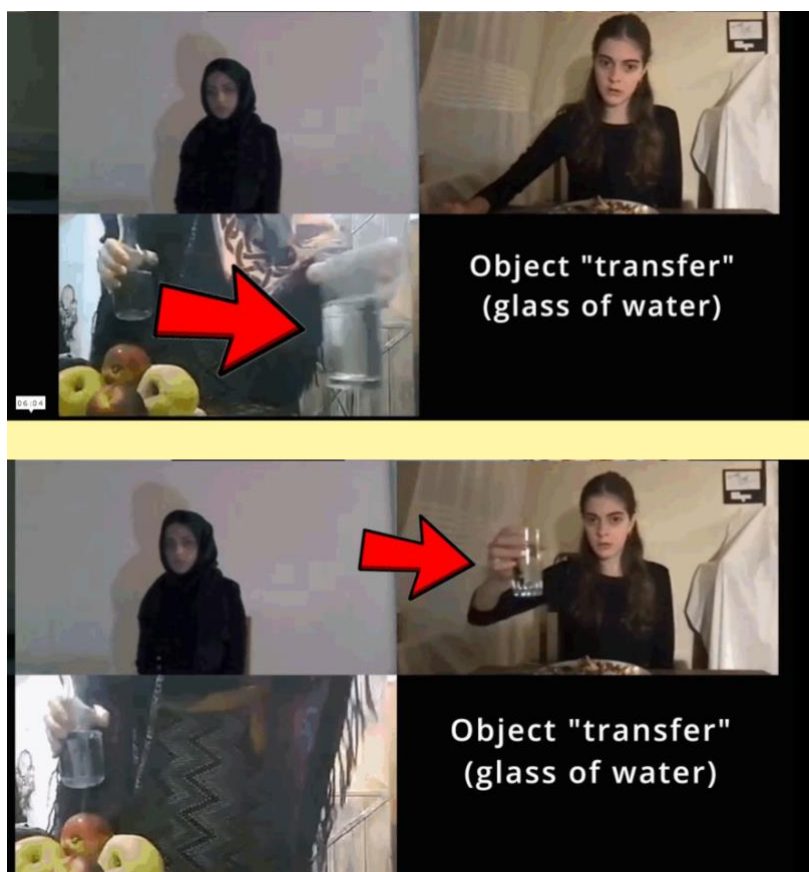 Object "transfer"
(glass of water)
06:04
Object "transfer"
(glass of water)